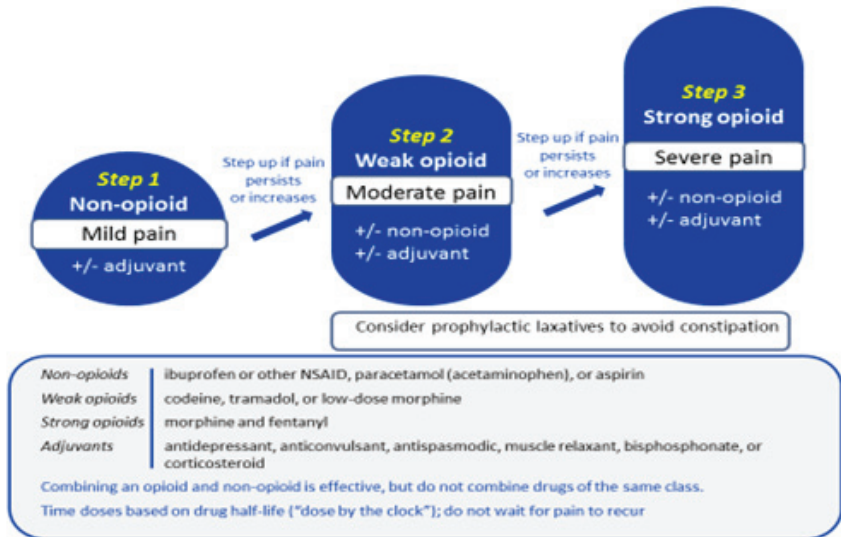 Step 1
Non-opioid
Mild pain
+/- adjuvant
Step up if pain
persists
or increases
Step 2
Weak opioid
Moderate pain
+/- non-opioid
+/- adjuvant
Step up if pain
persists
or increases
Step 3
Strong opioid
Severe pain
+/- non-opioid
+/- adjuvant
Consider prophylactic laxatives to avoid constipation
Non-opioids ibuprofen or other NSAID, paracetamol (acetaminophen), or aspirin
Weak opioids codeine, tramadol, or low-dose morphine
Strong opioids morphine and fentanyl
Adjuvants antidepressant, anticonvulsant, antispasmodic, muscle relaxant, bisphosphonate, or
corticosteroid
Combining an opioid and non-opioid is effective, but do not combine drugs of the same class.
Time doses based on drug half-life ("dose by the clock"); do not wait for pain to recur